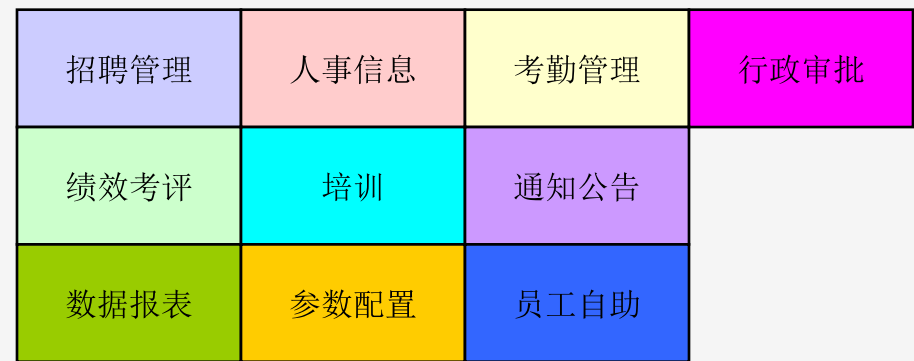 招聘管理 人事信息 考勤管理 行政审批
绩效考评 培训 通知公告
数据报表 参数配置 员工自助